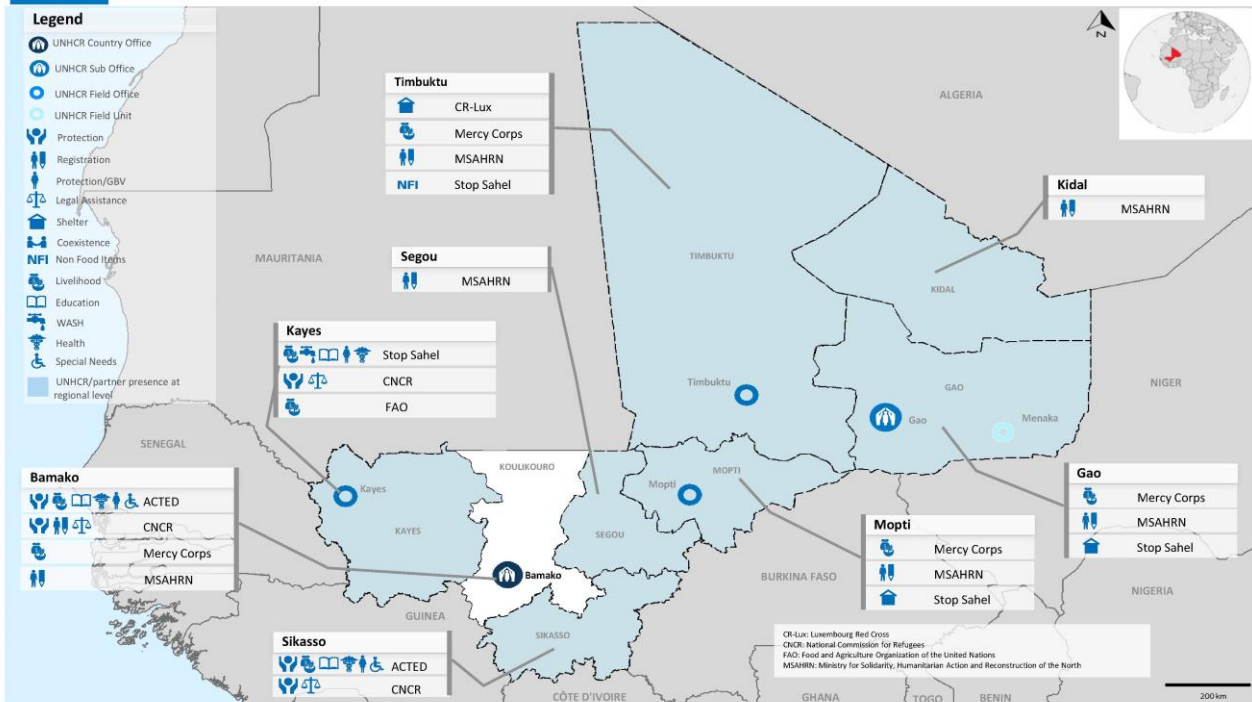 Legend
UNHCR Country Office
UNHCR Sub Office
UNHCR Field Office
UNHCR Field Unit
Protection
Registration
Protection/GBV
Legal Assistance
Shelter
Coexistence
NFI Non Food Items
Livelihood
Education
WASH
Health
Special Needs
UNHCR/partner presence at
regional level
N
ALGERIA
Timbuktu
CR-Lux
Mercy Corps
MSAHRN
NFI Stop Sahel
Kidal
MSAHRN
MAURITANIA
Segou
MSAHRN
TIMBUKTU
KIDAL
Kayes
Stop Sahel
CNCR
FAO
Timbuktu
GAO
Gao
Menaka
NIGER
SENEGAL
KOULIKOURO
MOPTI
Mopti
Kayes
KAYES
SEGOU
Bamako
ACTED
CNCR
Mercy Corps
MSAHRN
Gao
Mercy Corps
MSAHRN
Stop Sahel
Mopti
Mercy Corps
MSAHRN
Stop Sahel
Bamako
BURKINA FASO
NIGERIA
GUINEA
SIKASSO
Sikasso
ACTED
CNCR
CR-Lux: Luxembourg Red Cross
CNCR: National Commission for Refugees
FAO: Food and Agriculture Organization of the United Nations
MSAHRN: Ministry for Solidarity, Humanitarian Action and Reconstruction of the North
CÔTE D'IVOIRE
GHANA
TOGO
BENIN
200 km